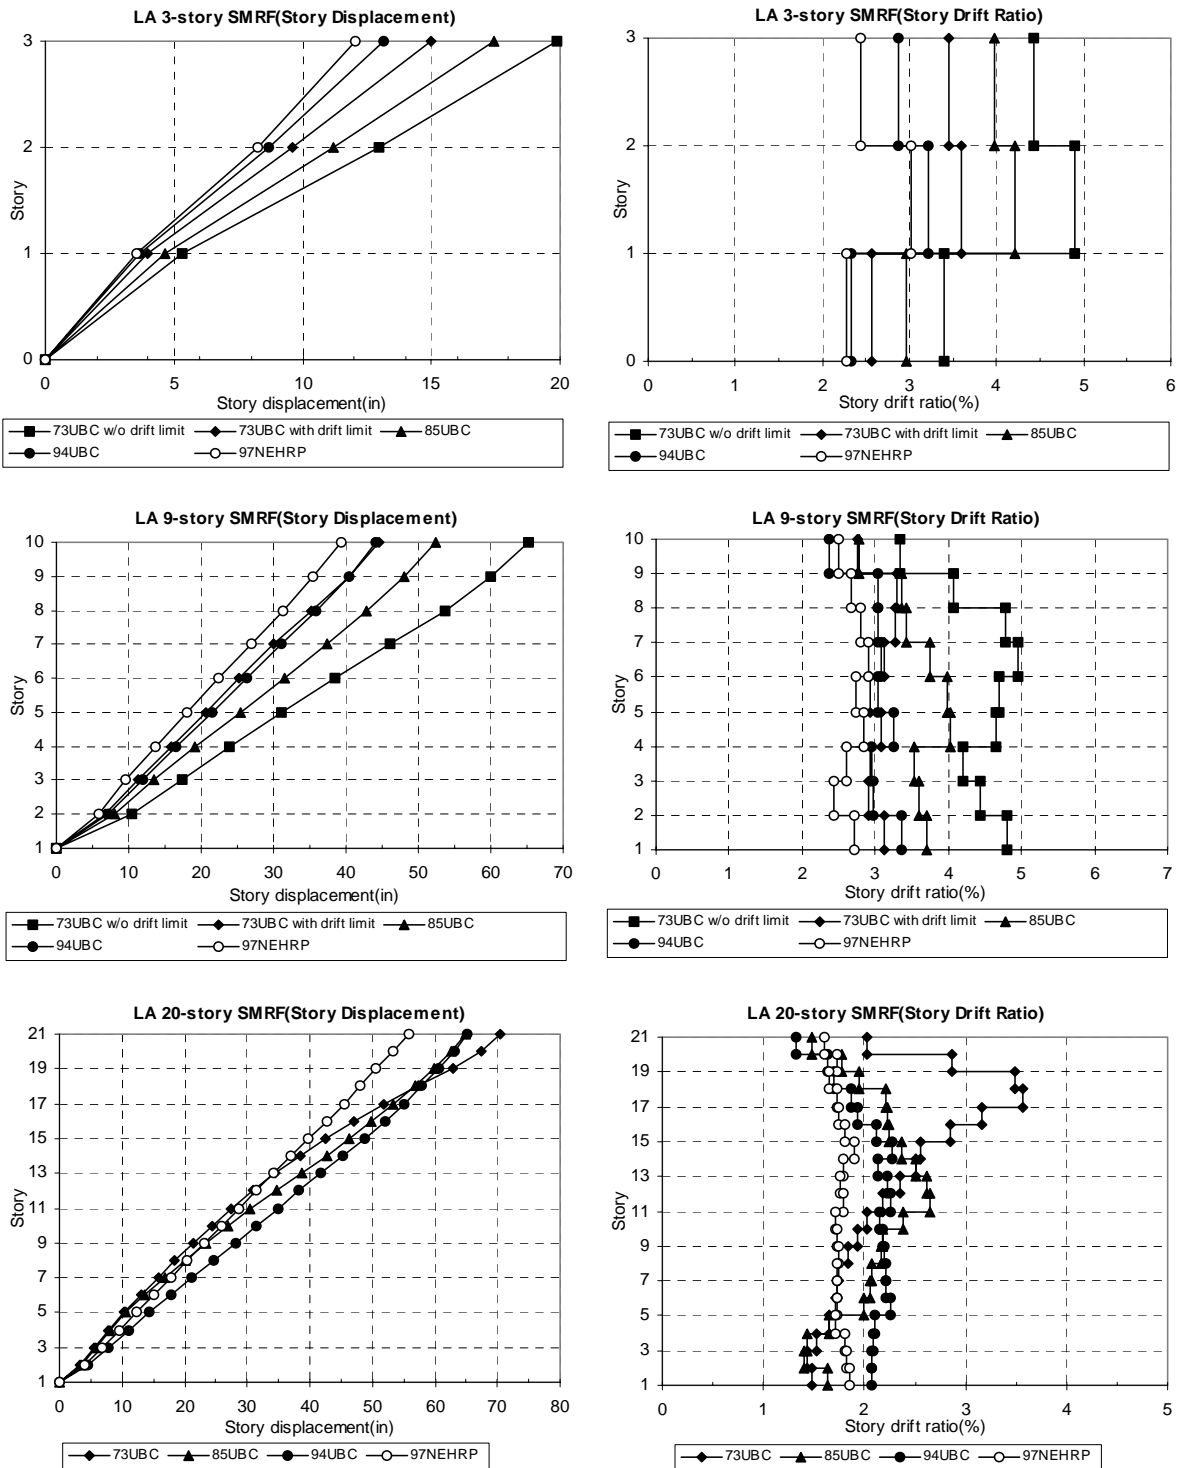 LA 3-story SMRF(Story Displacement)
3
2
1
0
Story
0 5 10 15 20
Story displacement(in)
73UBC w/o drift limit 73UBC with drift limit 85UBC
94UBC 97NEHRP
LA 3-story SMRF(Story Drift Ratio)
3
2
1
0
Story
0 1 2 3 4 5 6
Story drift ratio(%)
73UBC w/o drift limit 73UBC with drift limit 85UBC
94UBC 97NEHRP
LA 9-story SMRF(Story Displacement)
10
9
8
7
6
5
4
3
2
1
Story
0 10 20 30 40 50 60 70
Story displacement(in)
73UBC w/o drift limit 73UBC with drift limit 85UBC
94UBC 97NEHRP
LA 9-story SMRF(Story Drift Ratio)
10
9
8
7
6
5
4
3
2
1
Story
0 1 2 3 4 5 6 7
Story drift ratio(%)
73UBC w/o drift limit 73UBC with drift limit 85UBC
94UBC 97NEHRP
LA 20-story SMRF(Story Displacement)
21
19
17
15
13
11
9
7
5
3
1
Story
0 10 20 30 40 50 60 70 80
Story displacement(in)
73UBC 85UBC 94UBC 97NEHRP
LA 20-story SMRF(Story Drift Ratio)
21
19
17
15
13
11
9
7
5
3
1
Story
1 2 3 4 5
Story drift ratio(%)
73UBC 85UBC 94UBC 97NEHRP